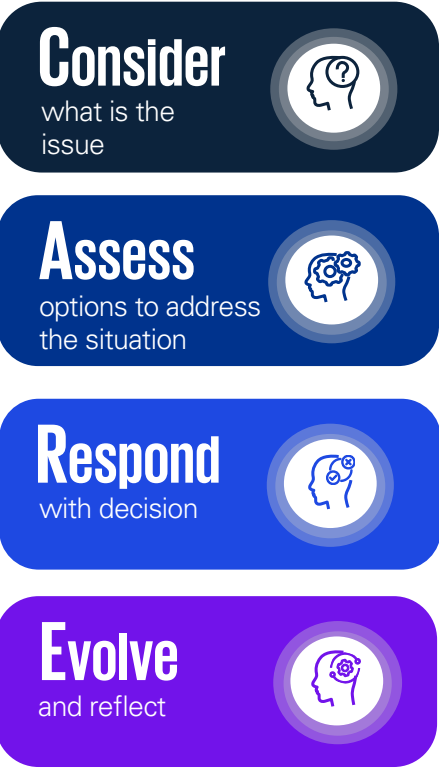 Consider
what is the
issue
Assess
options to address
the situation
Respond
with decision
Evolve
and reflect